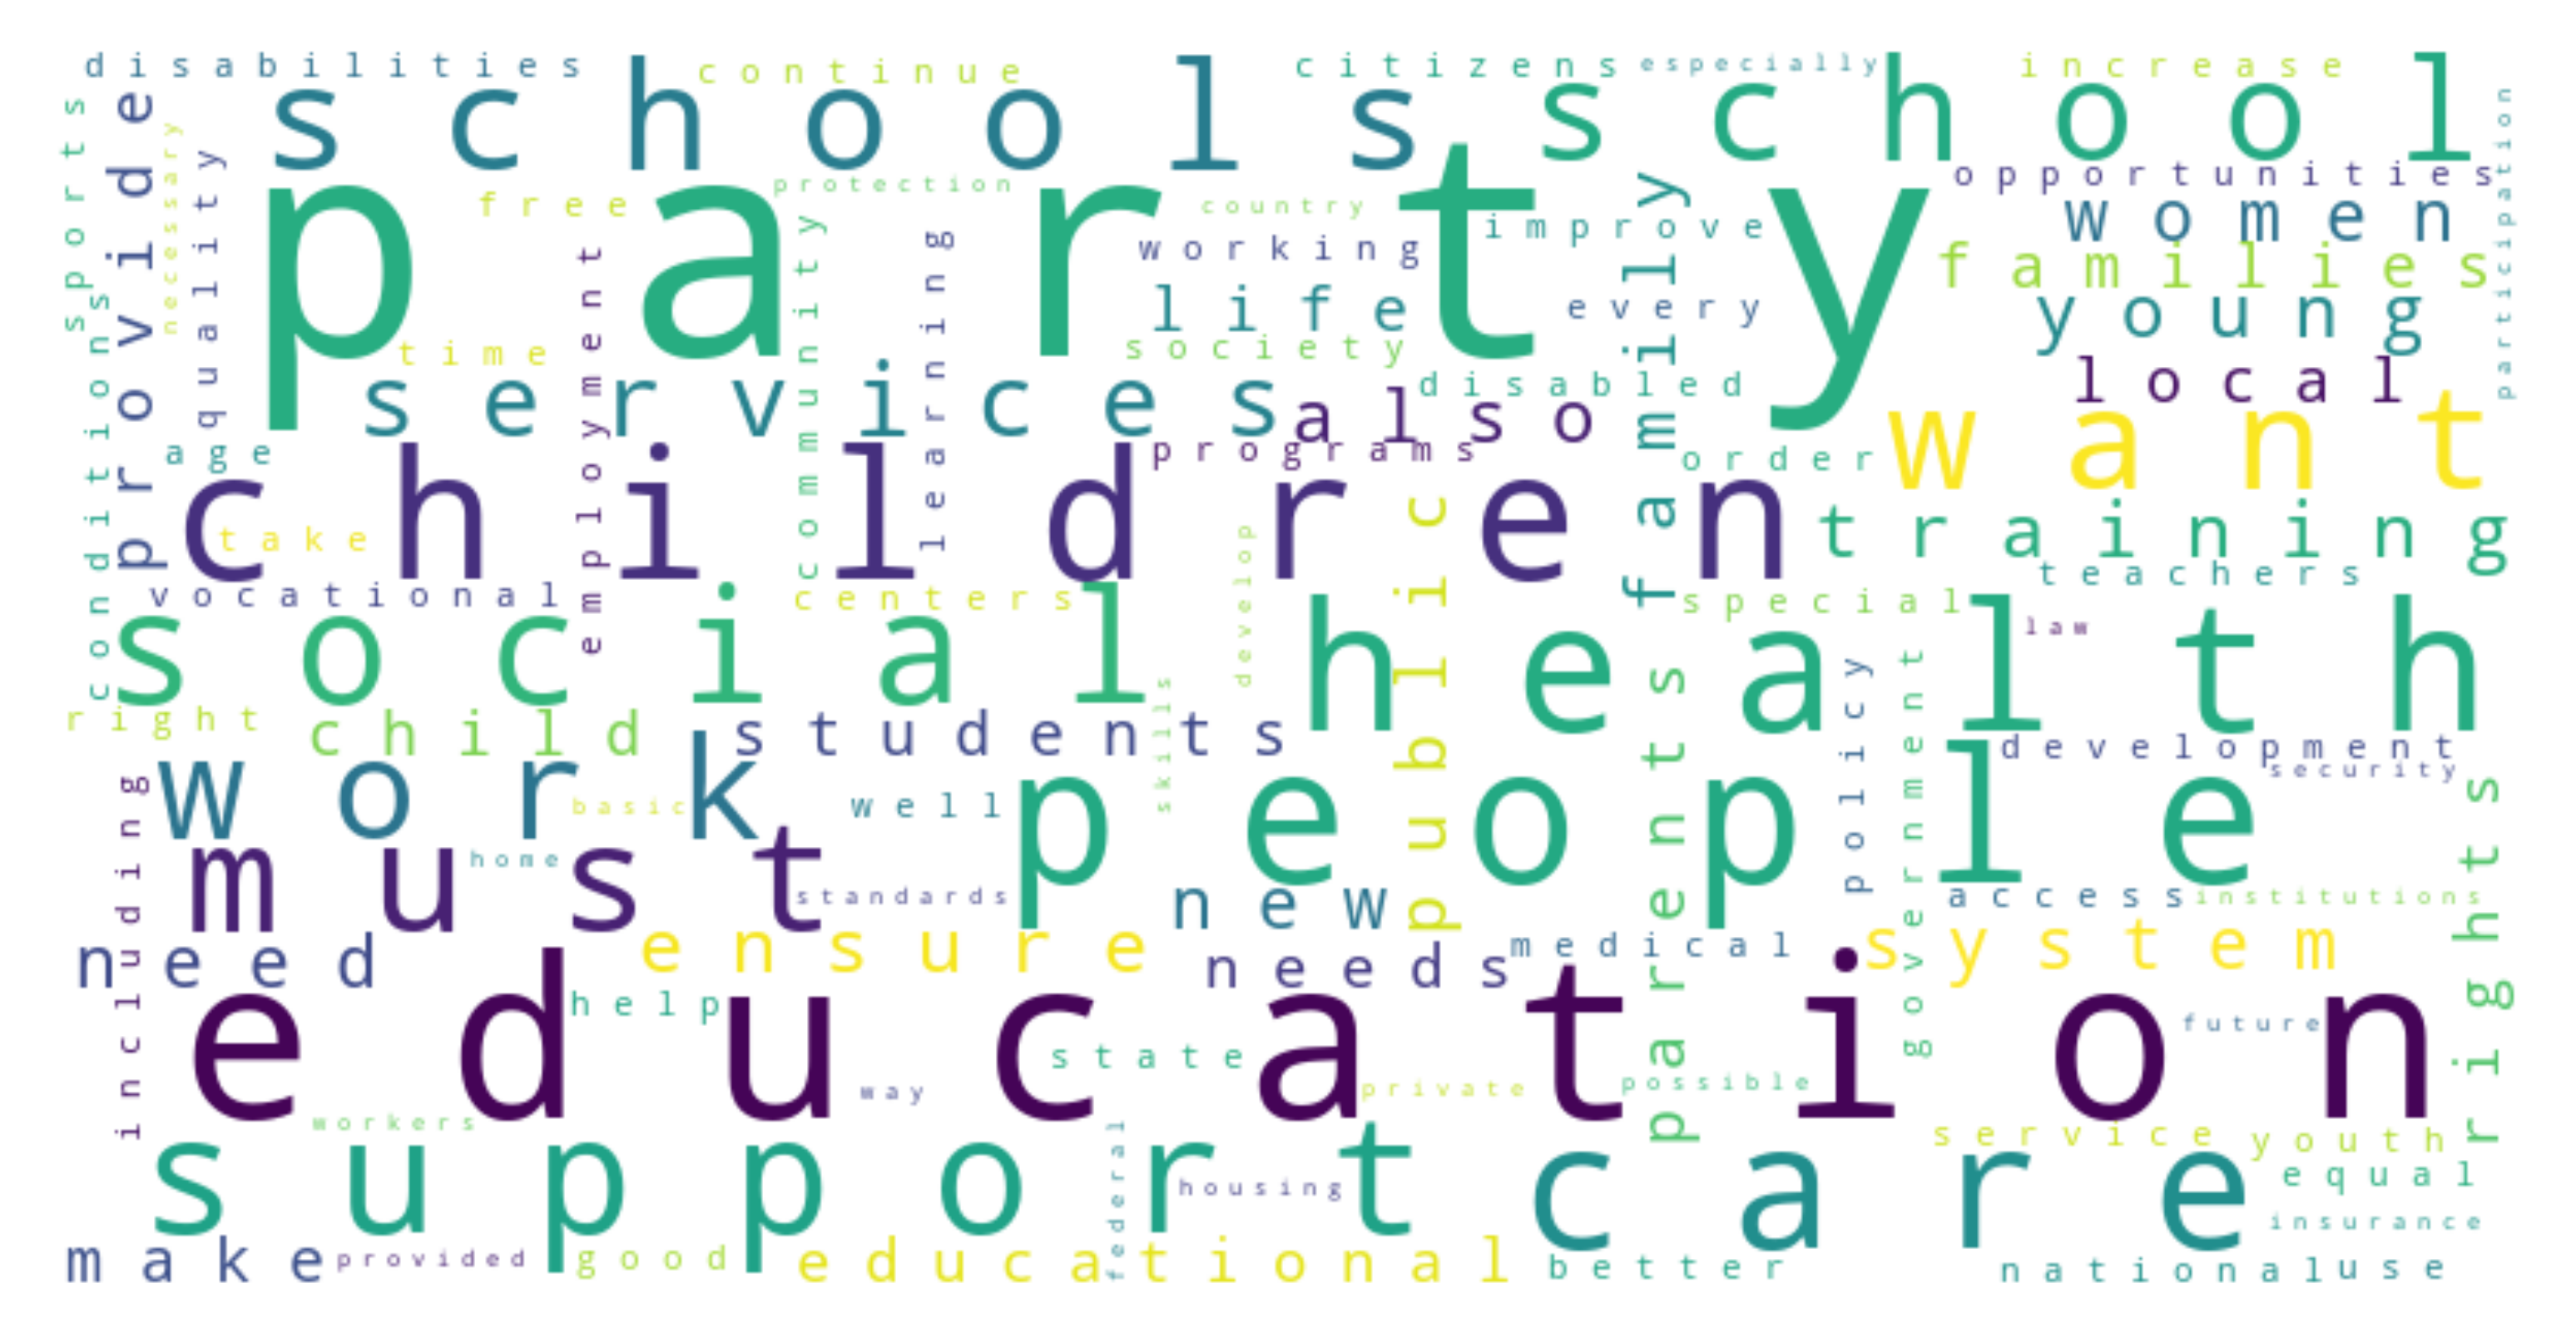 disabilities
continue
citizens
especially
increase
schools
school
sports
provide
necessary
quality
participation
opportunities
party
free
protection
country
improve
women
working
families
family
community
learning
employment
life
every
young
time
society
conditions
services
disabled
local
also
want
age
programs
order
children
take
public
training
develop
teachers
vocational
centers
special
social
health
law
right
child
students
skills
parents
policy
government
development
security
work
basic
well
people
including
rights
must
home
standards
new
access
institutions
need
ensure
needs
medical
system
education
help
future
state
way
private
possible
workers
federal
service
youth
support
care
housing
equal
insurance
make
provided
good
educational
better
national
use